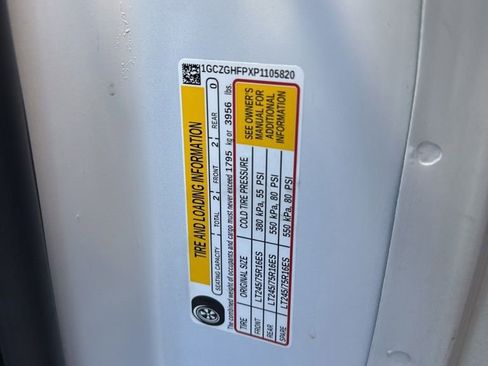 1GCZGHFPXP1105820
TIRE AND LOADING INFORMATION
SEATING CAPACITY TOTAL 2 FRONT 2 REAR 0
The combined weight of occupants and cargo must never exceed 1795 kg or 3956 lbs.
TIRE ORIGINAL SIZE COLD TIRE PRESSURE
FRONT LT245/75R16ES 380 kPa, 55 PSI
REAR LT245/75R16ES 550 kPa, 80 PSI
SPARE LT245/75R16ES 550 kPa, 80 PSI
SEE OWNER'S
MANUAL FOR
ADDITIONAL
INFORMATION